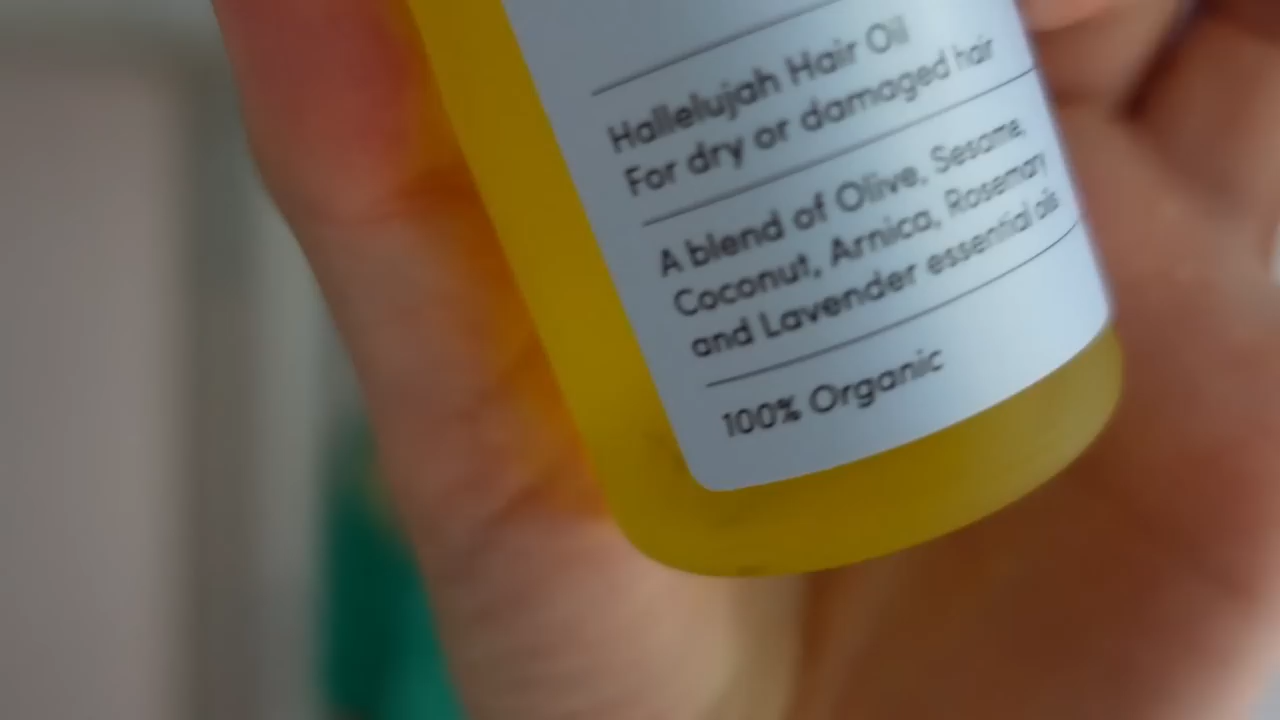 Hallelujah Hair Oil
For dry or damaged hair
A blend of Olive, Sesame,
Coconut, Arnica, Rosemary
and Lavender essential oils
100% Organic